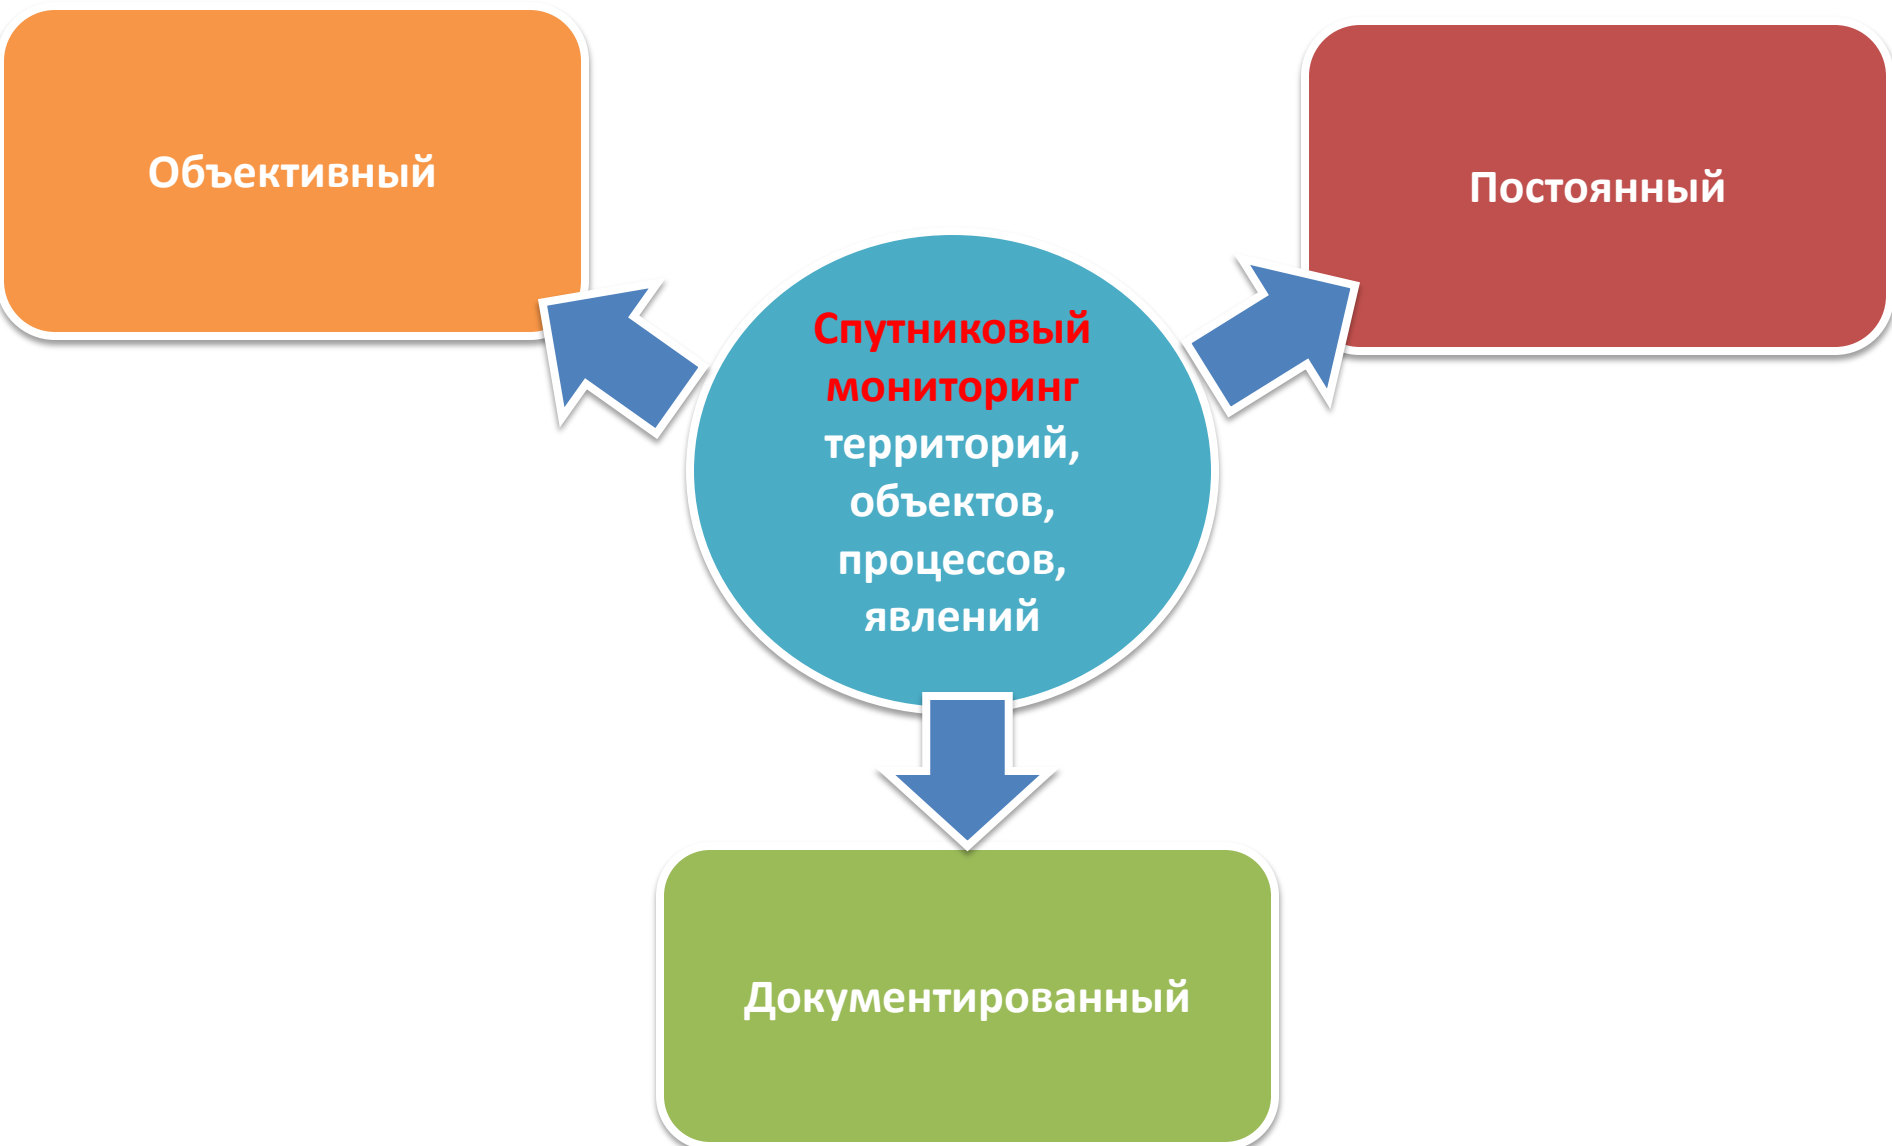 Объективный
Постоянный
Спутниковый
мониторинг
территорий,
объектов,
процессов,
явлений
Документированный